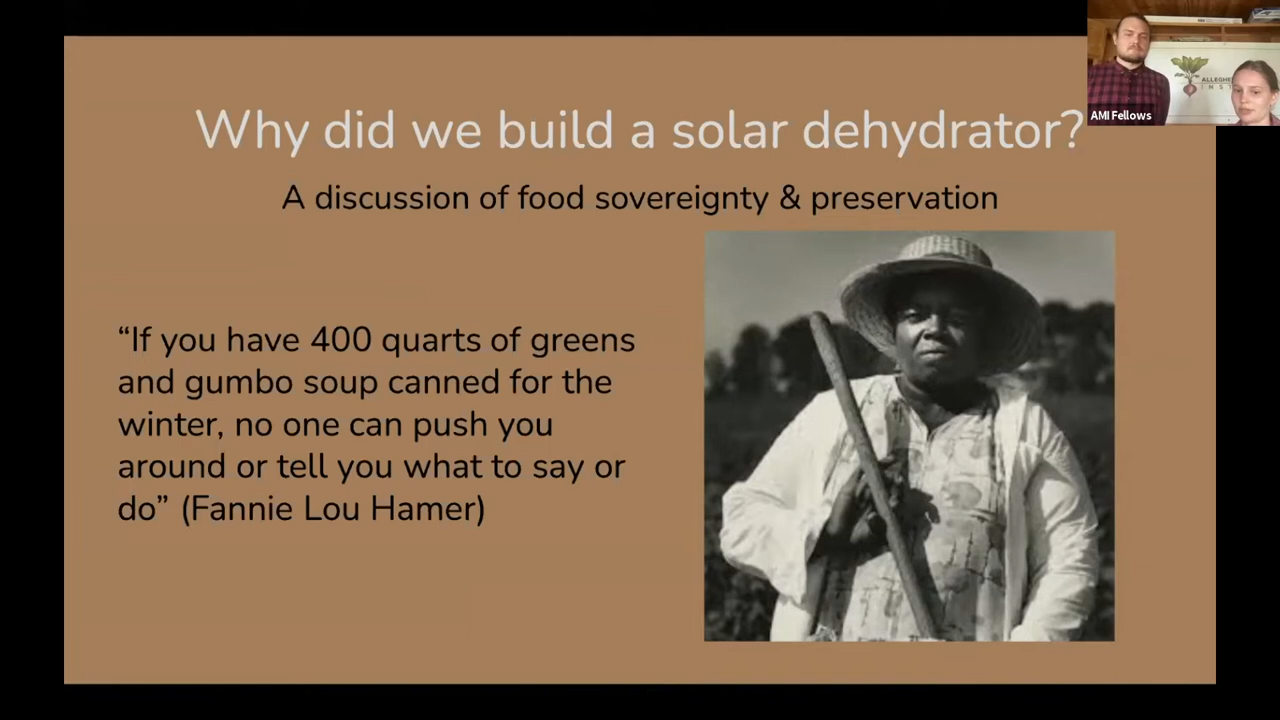 Why did we build a solar dehydrator?
A discussion of food sovereignty & preservation
“If you have 400 quarts of greens
and gumbo soup canned for the
winter, no one can push you
around or tell you what to say or
do” (Fannie Lou Hamer)
INST
AMI Fellows